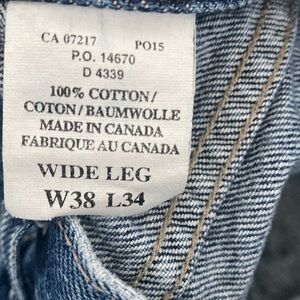 CA 07217 PO15
P.O. 14670
D 4339
100% COTTON/
COTON/BAUMWOLLE
MADE IN CANADA
FABRIQUE AU CANADA
WIDE LEG
W38 L34